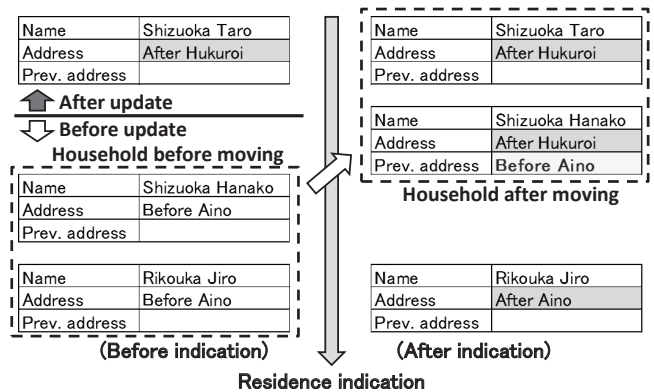 Name Shizuoka Taro
Address After Hukuroi
Prev. address
After update
Before update
Household before moving
Name Shizuoka Hanako
Address Before Aino
Prev. address
Name Rikouka Jiro
Address Before Aino
Prev. address
(Before indication)
Name Shizuoka Taro
Address After Hukuroi
Prev. address
Name Shizuoka Hanako
Address After Hukuroi
Prev. address Before Aino
Household after moving
Name Rikouka Jiro
Address After Aino
Prev. address
(After indication)
Residence indication